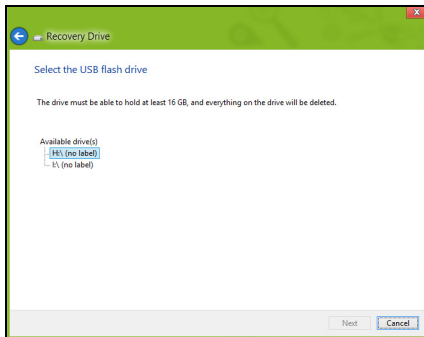 Recovery Drive
Select the USB flash drive
The drive must be able to hold at least 16 GB, and everything on the drive will be deleted.
Available drive(s)
H:\ (no label)
I:\ (no label)
Next
Cancel